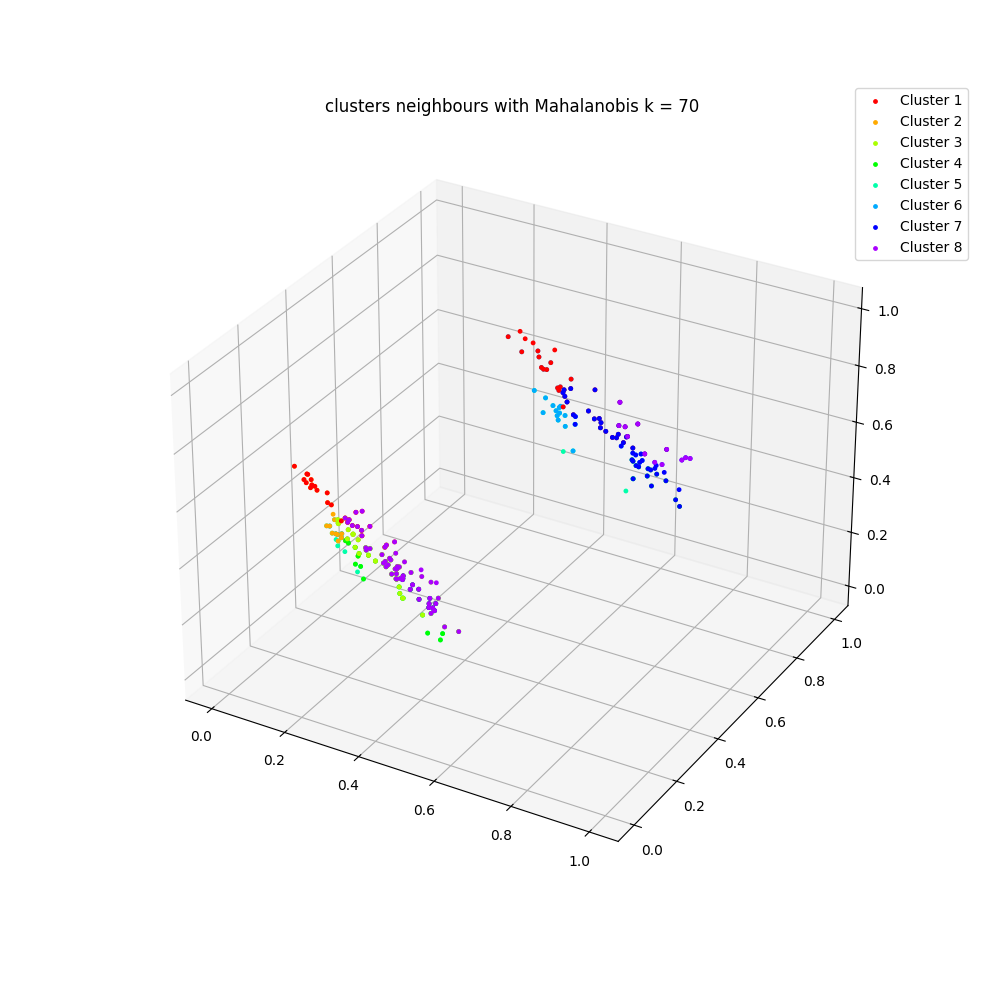 clusters neighbours with Mahalanobis k = 70
Cluster 1
Cluster 2
Cluster 3
Cluster 4
Cluster 5
Cluster 6
Cluster 7
Cluster 8
1.0
0.8
0.6
0.4
0.2
0.0
1.0
0.8
0.6
0.4
0.2
0.0
0.0
0.2
0.4
0.6
0.8
1.0